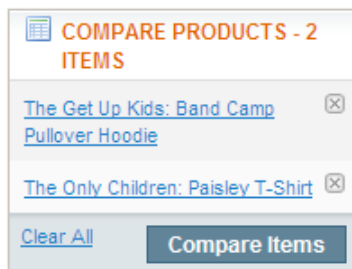 COMPARE PRODUCTS - 2
ITEMS
The Get Up Kids: Band Camp
Pullover Hoodie
The Only Children: Paisley T-Shirt
Clear All
Compare Items